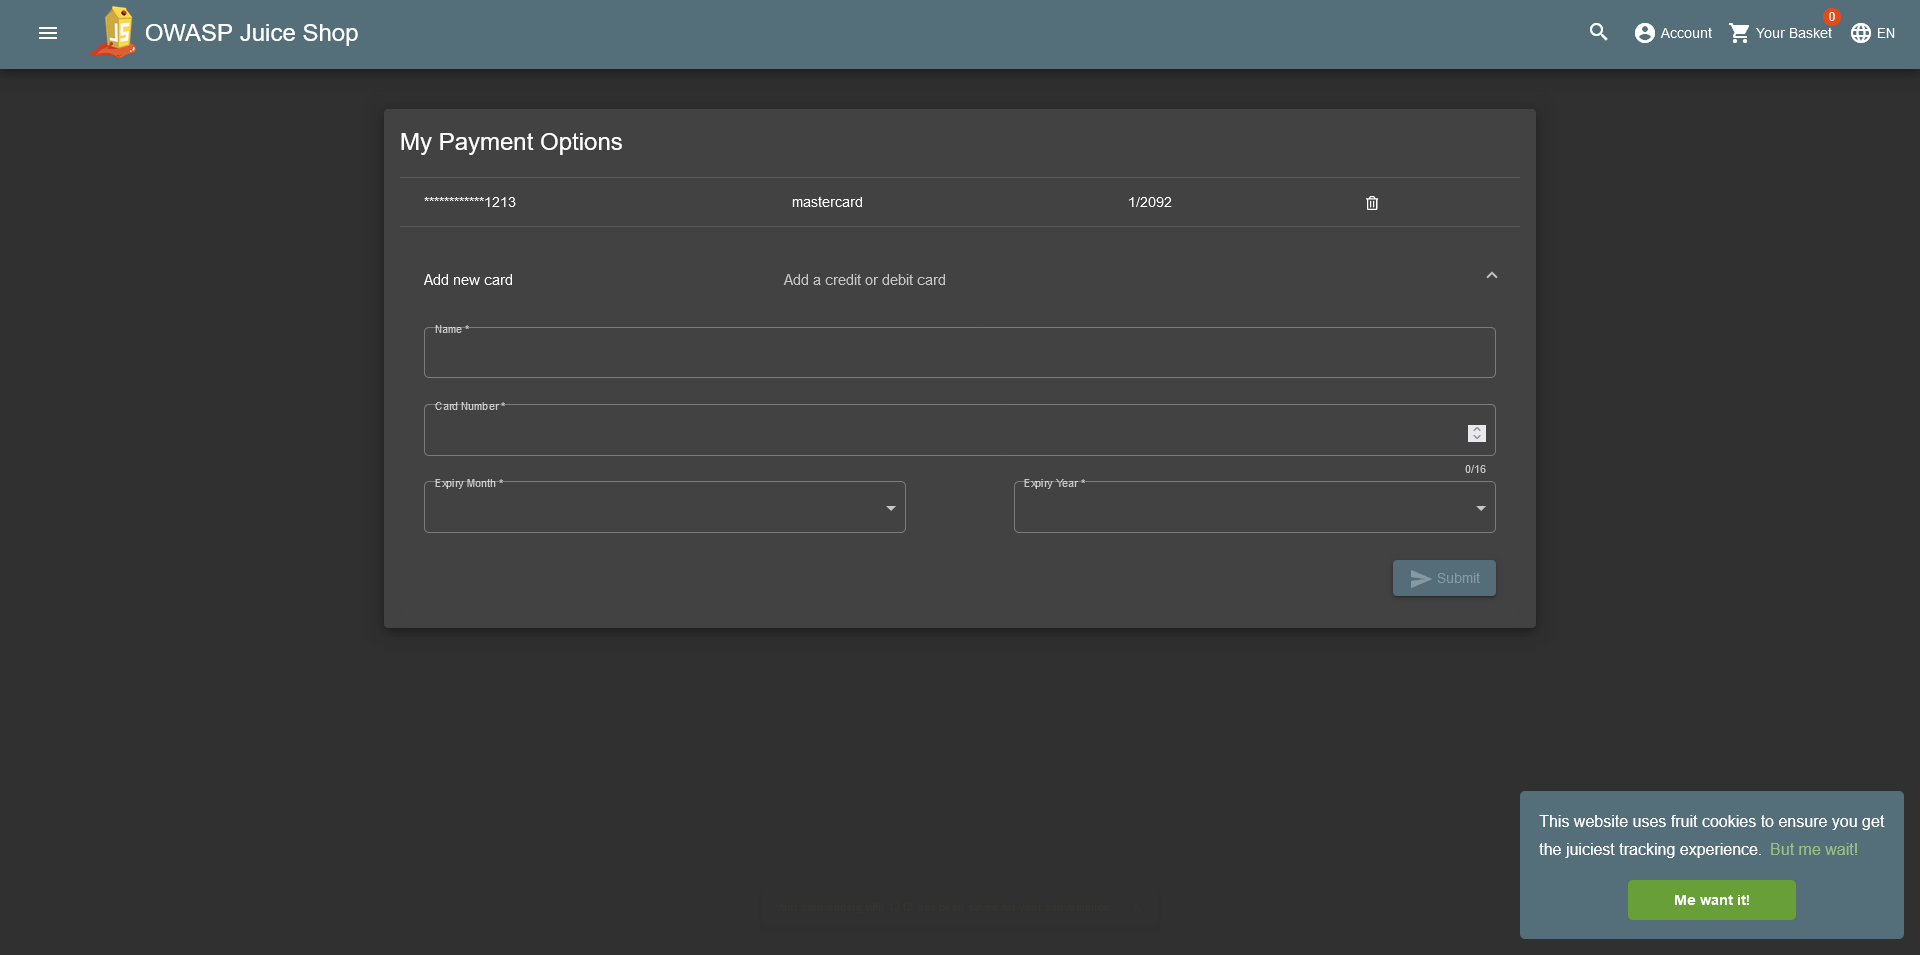 OWASP Juice Shop
Account
0
Your Basket
EN
My Payment Options
************1213 mastercard 1/2092
Add new card Add a credit or debit card
Name *
Card Number *
0/16
Expiry Month * Expiry Year *
Submit
This website uses fruit cookies to ensure you get
the juiciest tracking experience. But me wait!
Me want it!